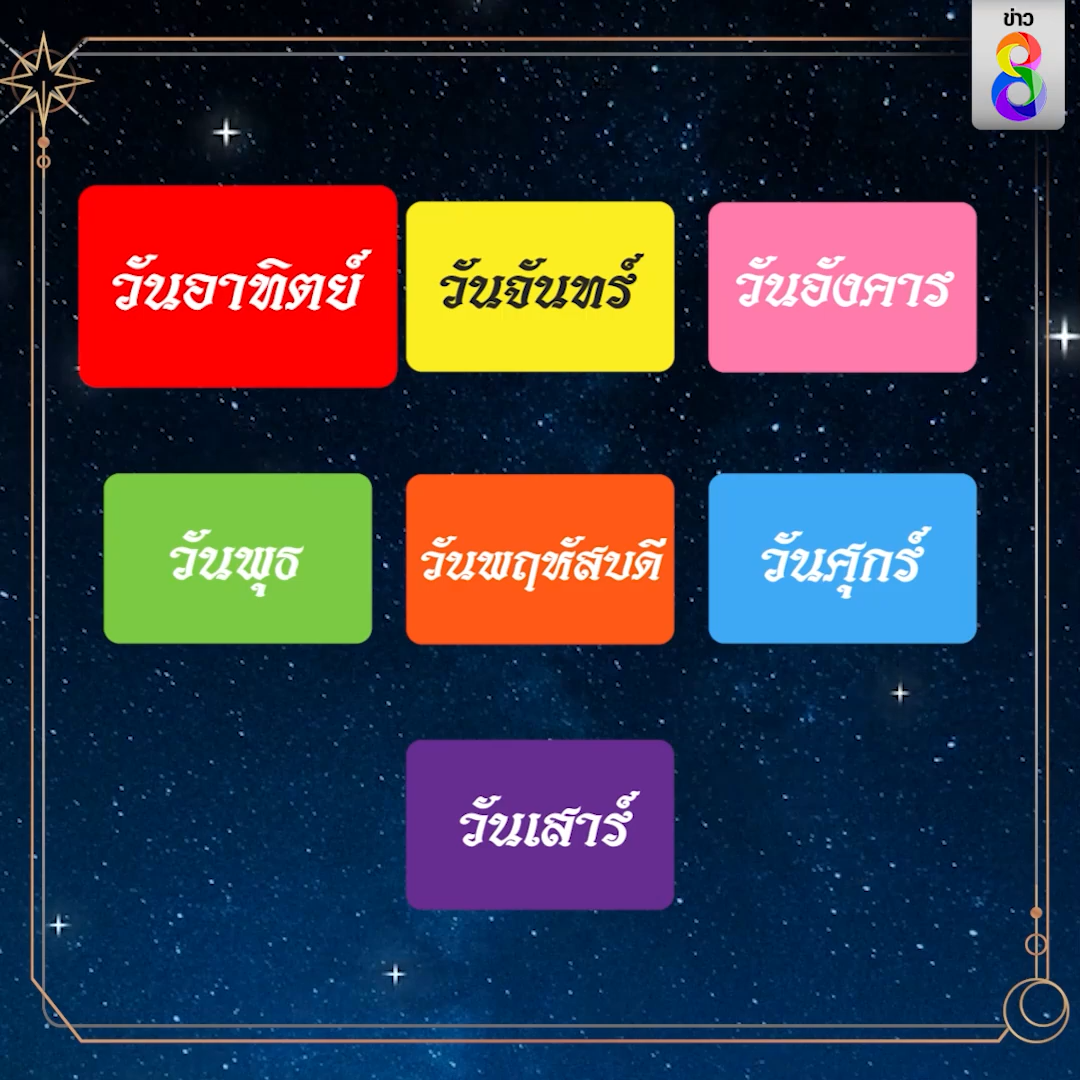 ข่าว
8
วันอาทิตย์
วันจันทร์
วันอังคาร
วันพุธ
วันพฤหัสบดี
วันศุกร์
วันเสาร์